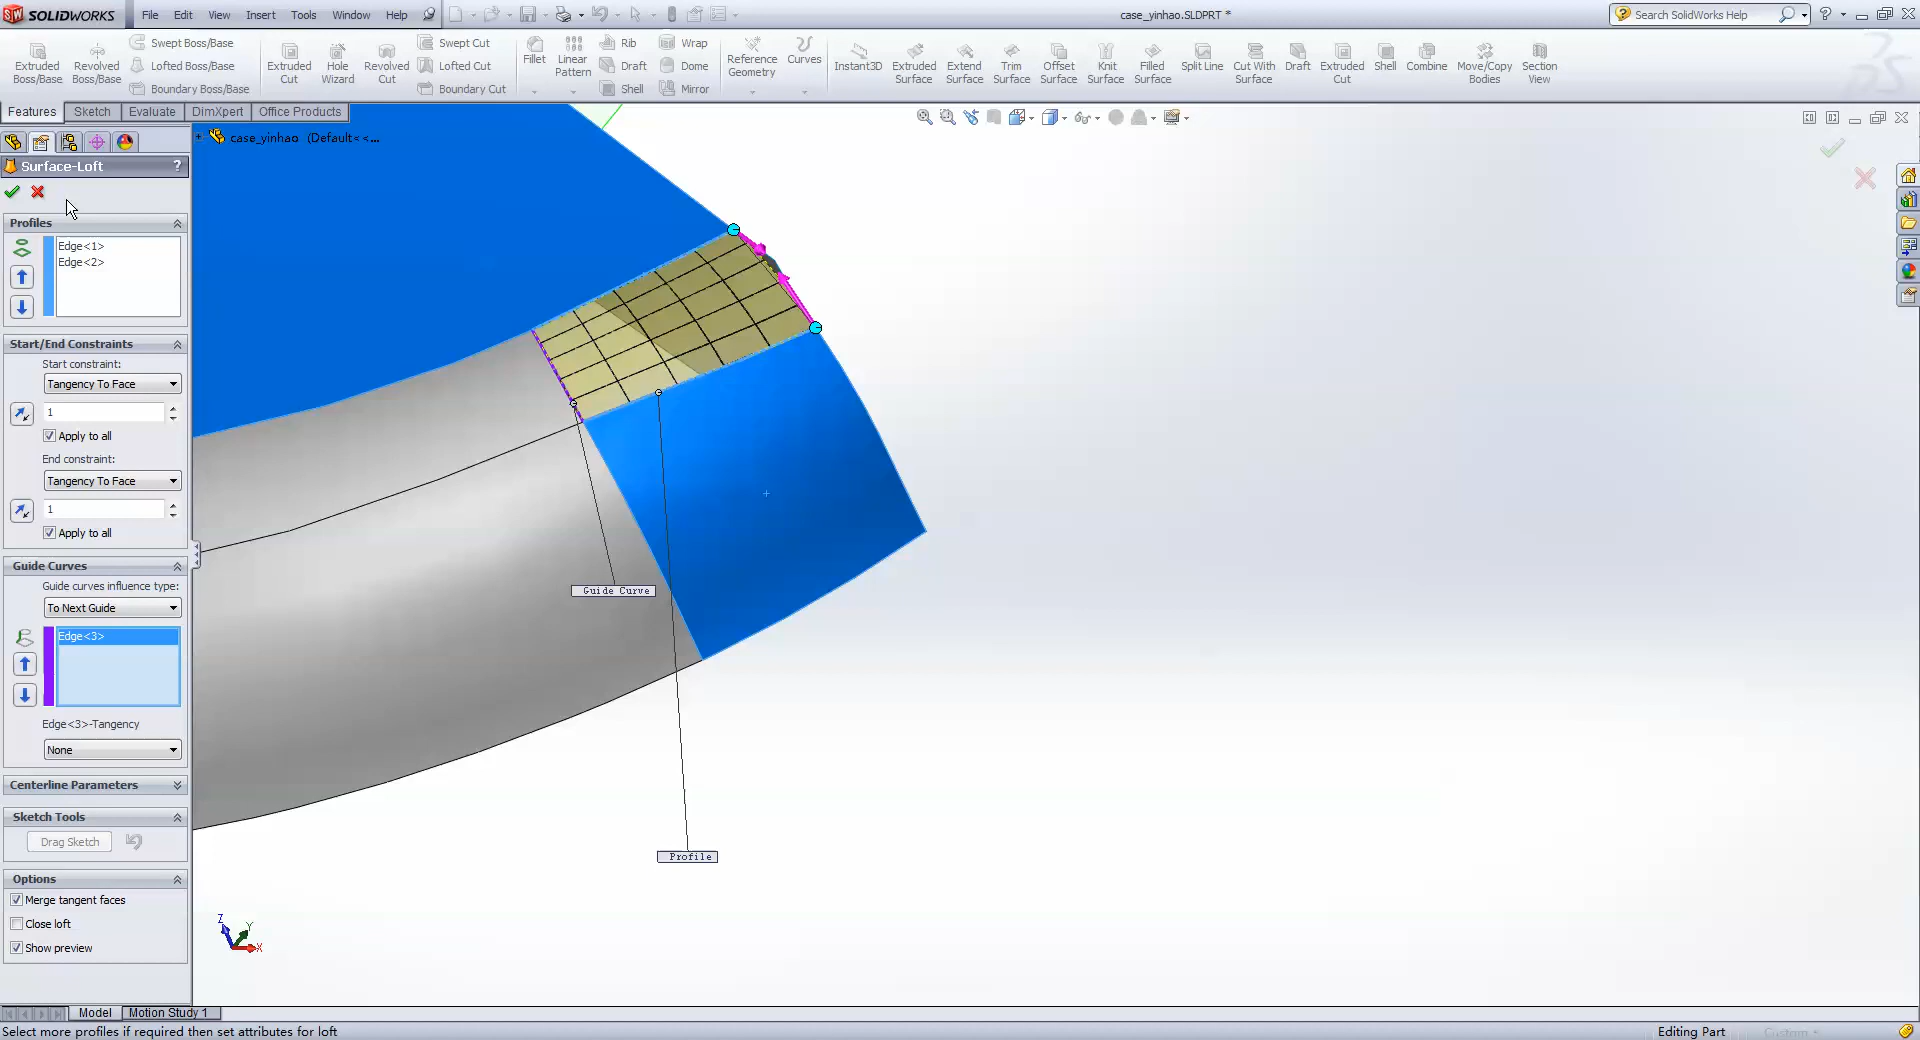 SOLIDWORKS File Edit View Insert Tools Window Help case_yinhao.SLDPRT * Search SolidWorks Help
Extruded Boss/Base Revolved Boss/Base Swept Boss/Base Lofted Boss/Base Boundary Boss/Base Extruded Cut Hole Wizard Revolved Cut Swept Cut Lofted Cut Boundary Cut Fillet Linear Pattern Rib Draft Shell Wrap Dome Mirror Reference Geometry Curves Instant3D Extruded Surface Extend Surface Trim Surface Offset Surface Knit Surface Filled Surface Split Line Cut With Surface Draft Extruded Cut Shell Combine Move/Copy Bodies Section View
Features Sketch Evaluate DimXpert Office Products
case_yinhao (Default<<...
Surface-Loft ?
Profiles
Edge<1>
Edge<2>
Start/End Constraints
Start constraint:
Tangency To Face
1
Apply to all
End constraint:
Tangency To Face
1
Apply to all
Guide Curves
Guide curves influence type:
To Next Guide
Edge<3>
Edge<3>-Tangency
None
Centerline Parameters
Sketch Tools
Drag Sketch
Options
Merge tangent faces
Close loft
Show preview
Guide Curve
Profile
Z
Y
X
Model Motion Study 1
Select more profiles if required then set attributes for loft Editing Part Custom